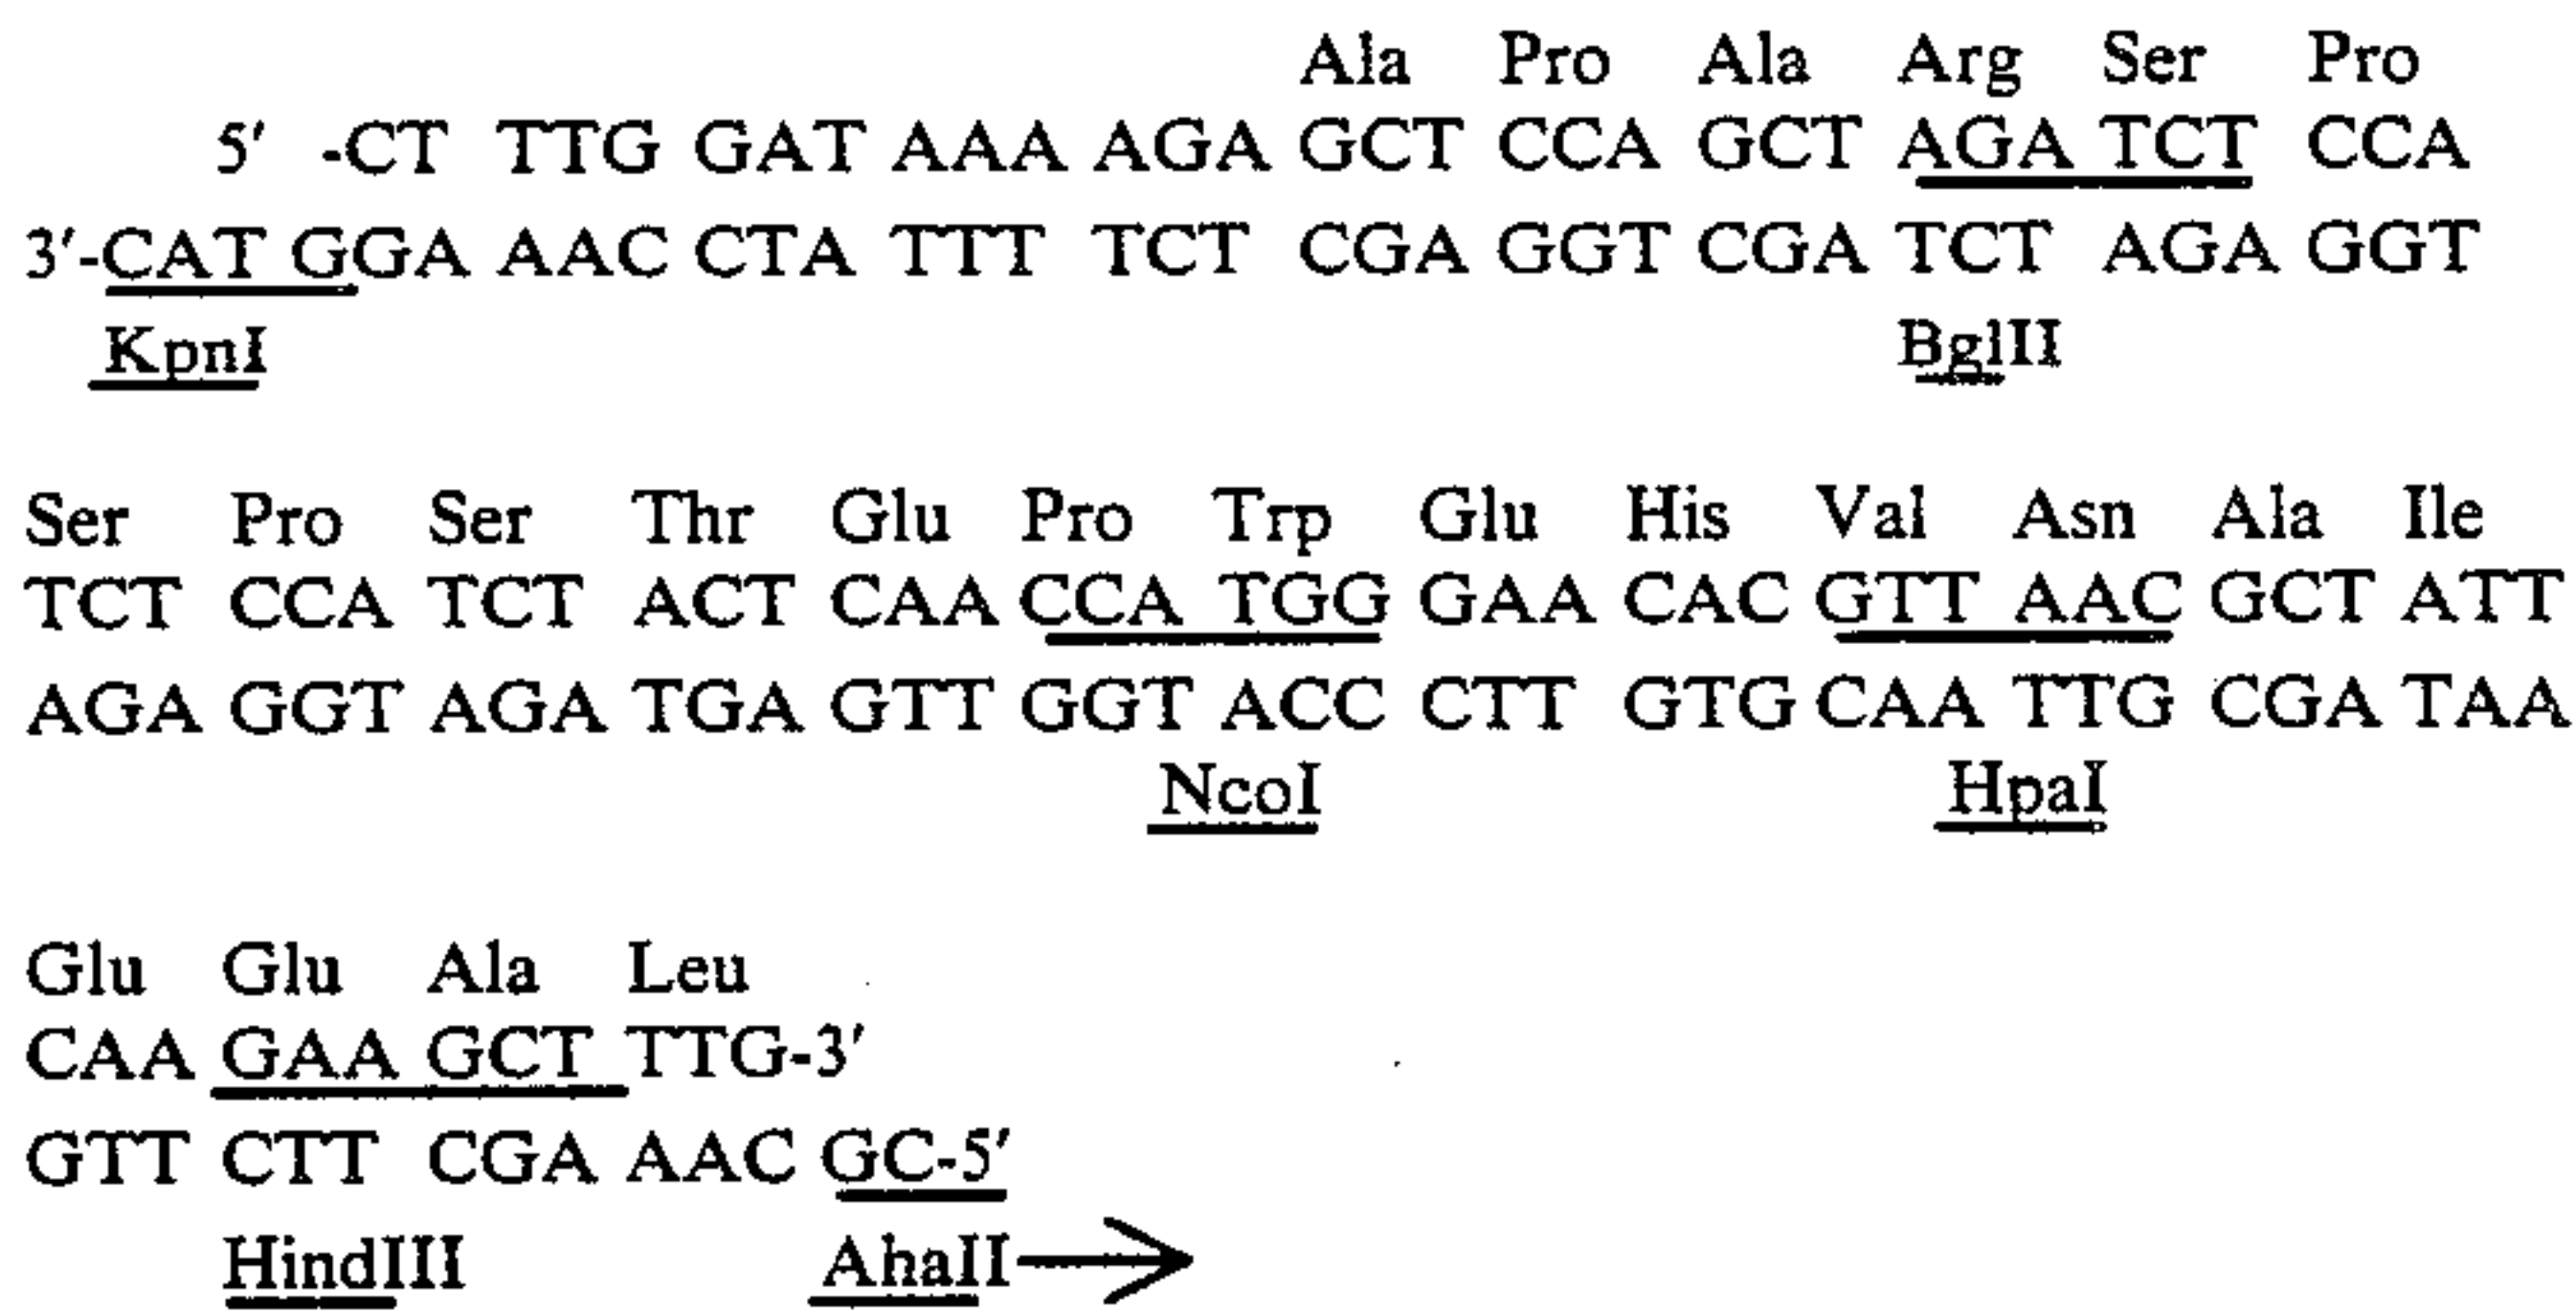 Ala Pro Ala Arg Ser Pro
5′ -CT TTG GAT AAA AGA GCT CCA GCT AGA TCT CCA
3′-CATGGA AAC CTA TTT TCT CGA GGT CGA TCT AGA GGT
KpnI BglII
Ser Pro Ser Thr Glu Pro Trp Glu His Val Asn Ala Ile
TCT CCA TCT ACT CAA CCA TGG GAA CAC GTT AAC GCT ATT
AGA GGT AGA TGA GTT GGT ACC CTT GTG CAA TTG CGA TAA
NcoI HpaI
Glu Glu Ala Leu
CAA GAA GCT TTG-3′
GTT CTT CGA AAC GC-5′
HindIII AhaII